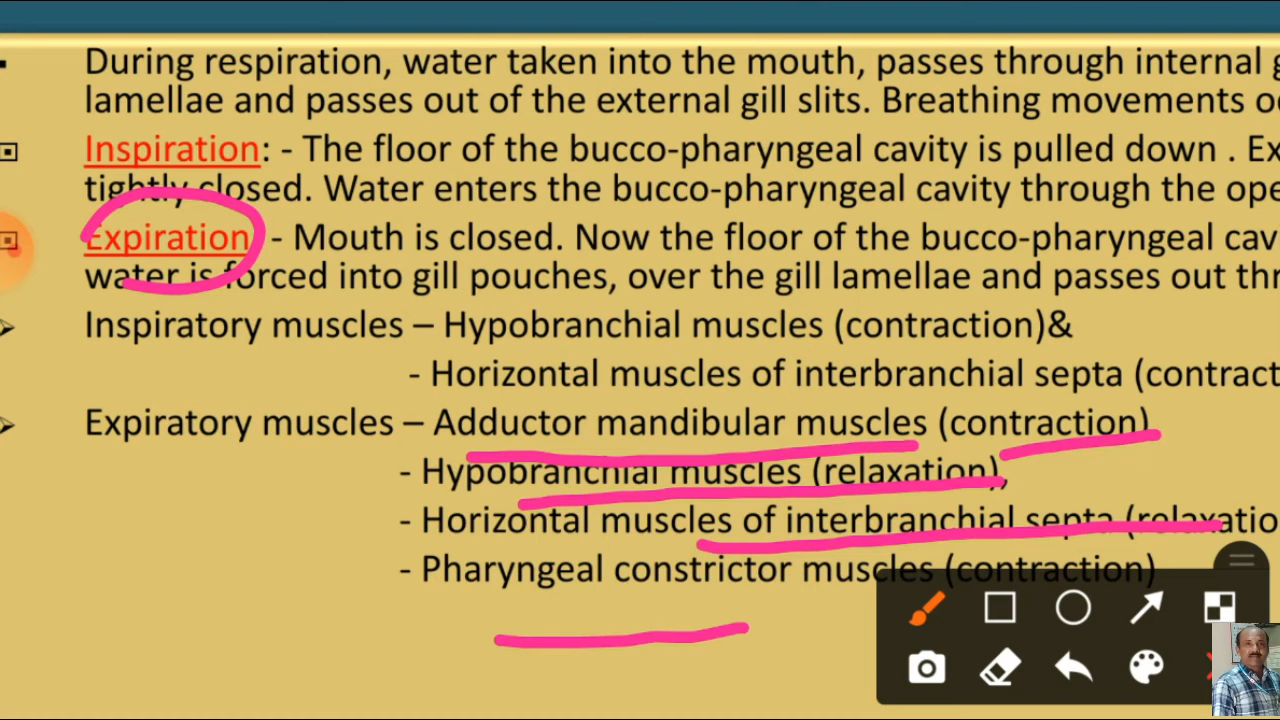 During respiration, water taken into the mouth, passes through internal g
lamellae and passes out of the external gill slits. Breathing movements o
Inspiration: - The floor of the bucco-pharyngeal cavity is pulled down . Ex
tightly closed. Water enters the bucco-pharyngeal cavity through the ope
Expiration - Mouth is closed. Now the floor of the bucco-pharyngeal cav
water is forced into gill pouches, over the gill lamellae and passes out thr
Inspiratory muscles – Hypobranchial muscles (contraction)&
- Horizontal muscles of interbranchial septa (contract
Expiratory muscles – Adductor mandibular muscles (contraction)
- Hypobranchial muscles (relaxation),
- Horizontal muscles of interbranchial septa (relaxatio
- Pharyngeal constrictor muscles (contraction)